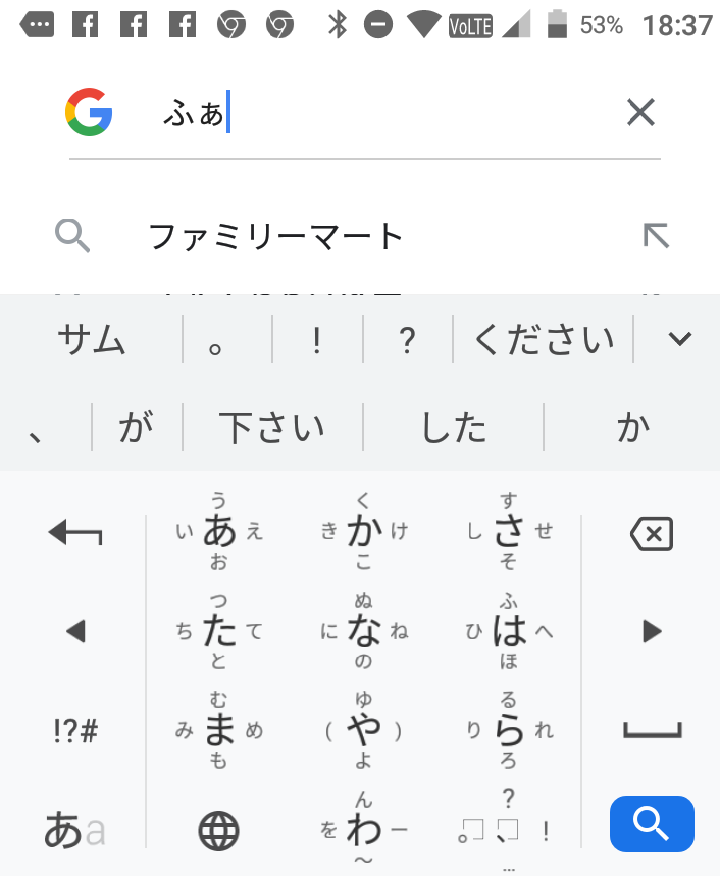 VoLTE 53% 18:37
ふぁ
ファミリーマート
サム 。 ! ? ください
、 が 下さい した か
う く す
い あ え き か け し さ せ
お こ そ
つ ぬ ふ
ち た て に な ね ひ は へ
と の ほ
む ゆ る
!?# み ま め ( や ) り ら れ
も よ ろ
ん ?
あa を わ ー 。 、 !
〜 …